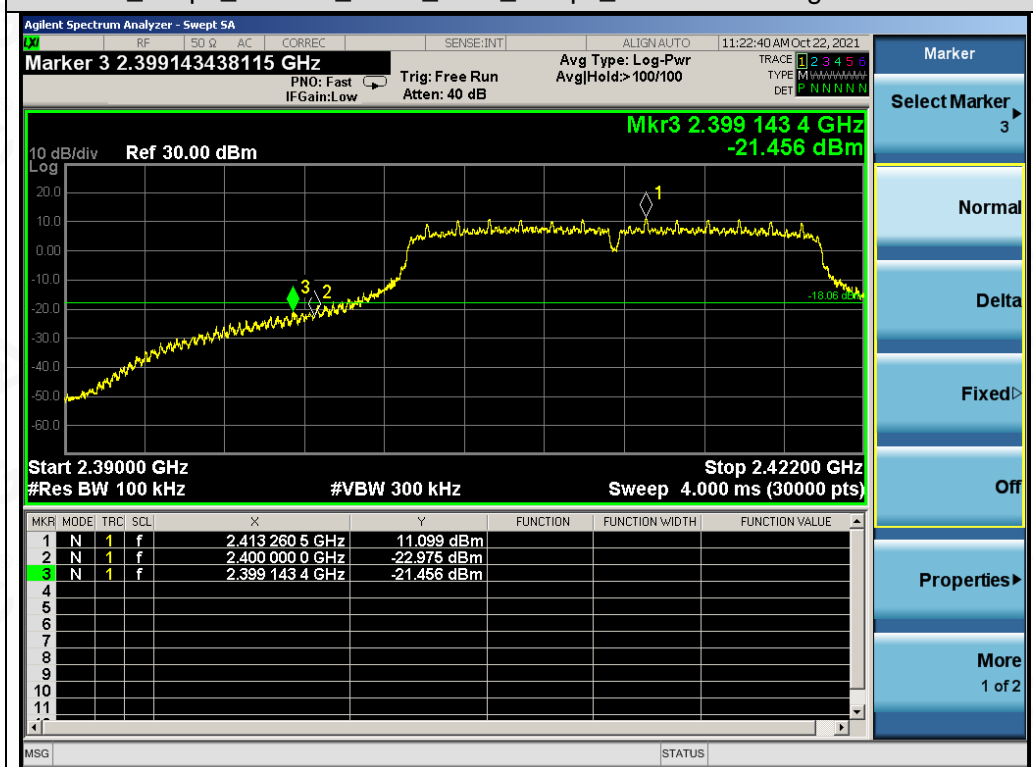 Agilent Spectrum Analyzer - Swept SA
LXI RF 50 Ω AC CORREC SENSE:INT ALIGN AUTO 11:22:40 AM Oct 22, 2021
Marker 3 2.399143438115 GHz
PNO: Fast
IFGain:Low
Trig: Free Run
Atten: 40 dB
Avg Type: Log-Pwr
Avg|Hold:>100/100
TRACE 1 2 3 4 5 6
TYPE M WWWWW
DET P N N N N N
Mkr3 2.399 143 4 GHz
-21.456 dBm
10 dB/div Ref 30.00 dBm
Log
20.0
10.0
0.00
-10.0
-20.0
-30.0
-40.0
-50.0
-60.0
1
3 2
-18.06 dBm
Start 2.39000 GHz Stop 2.42200 GHz
#Res BW 100 kHz #VBW 300 kHz Sweep 4.000 ms (30000 pts)
MKR MODE TRC SCL X Y FUNCTION FUNCTION WIDTH FUNCTION VALUE
1 N 1 f 2.413 260 5 GHz 11.099 dBm
2 N 1 f 2.400 000 0 GHz -22.975 dBm
3 N 1 f 2.399 143 4 GHz -21.456 dBm
4
5
6
7
8
9
10
11
MSG STATUS
Marker
Select Marker
3
Normal
Delta
Fixed
Off
Properties
More
1 of 2